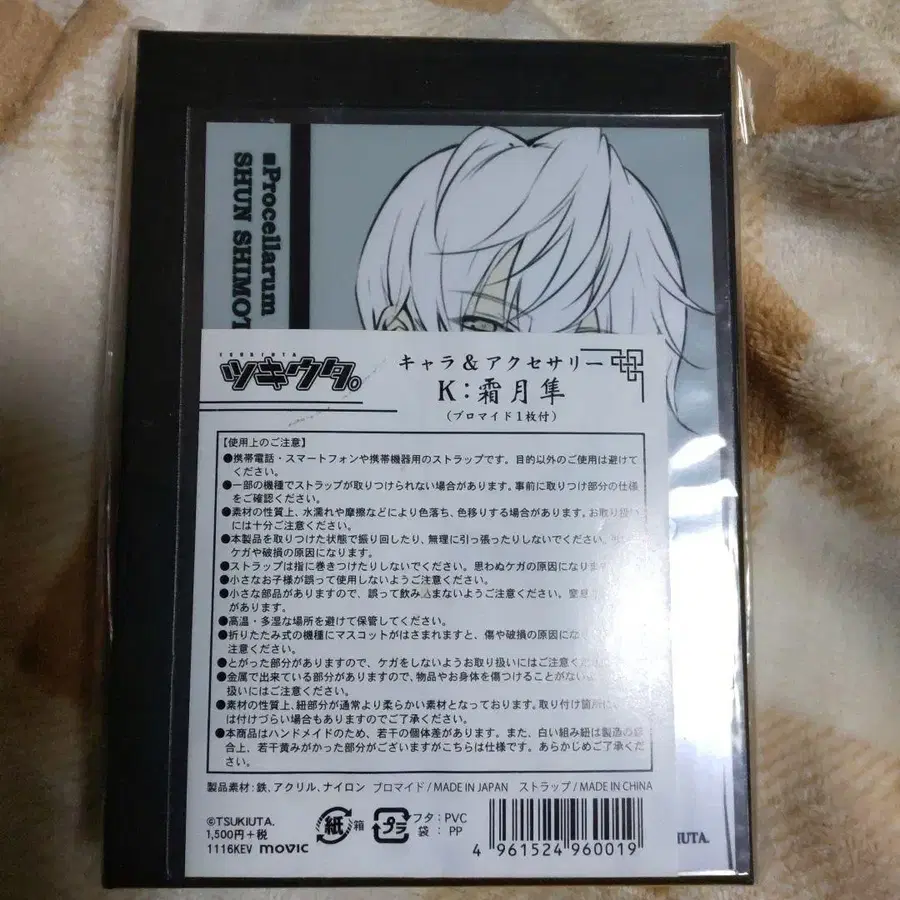 ■Procellarum
SHUN SHIMOT
TSUKIUTA
ツキウタ。
キャラ&アクセサリー
K:霜月隼
(ブロマイド1枚付)
【使用上のご注意】
●携帯電話・スマートフォンや携帯機器用のストラップです。目的以外のご使用は避けて
ください。
●一部の機種でストラップが取りつけられない場合があります。事前に取りつけ部分の仕様
をご確認ください。
●素材の性質上、水濡れや摩擦などにより色落ち、色移りする場合があります。お取り扱い
には十分ご注意ください。
●本製品を取りつけた状態で振り回したり、無理に引っ張ったりしないでください。
ケガや破損の原因になります。
●ストラップは指に巻きつけたりしないでください。思わぬケガの原因になりま
●小さなお子様が誤って使用しないようご注意ください。
●小さな部品がありますので、誤って飲み込まないようご注意ください。窒息
があります。
●高温・多湿な場所を避けて保管してください。
●折りたたみ式の機種にマスコットがはさまれますと、傷や破損の原因にな
注意ください。
●とがった部分がありますので、ケガをしないようお取り扱いにはご注意くだ
●金属で出来ている部分がありますので、物品やお身体を傷つけることがない
扱いにはご注意ください。
●素材の性質上、紐部分が通常より柔らかい素材となっております。取り付け箇所に
は付けづらい場合もありますのでご了承ください。
●本商品はハンドメイドのため、若干の個体差があります。また、白い組み紐は製造の都
合上、若干黄みがかった部分がございますがこちらは仕様です。あらかじめご了承くださ
い。
製品素材:鉄、アクリル、ナイロン ブロマイド/MADE IN JAPAN ストラップ/MADE IN CHINA
©TSUKIUTA.
1,500円+税
1116KEV movic
紙 箱
プラ フタ:PVC
袋:PP
4 961524 960019
IUTA.